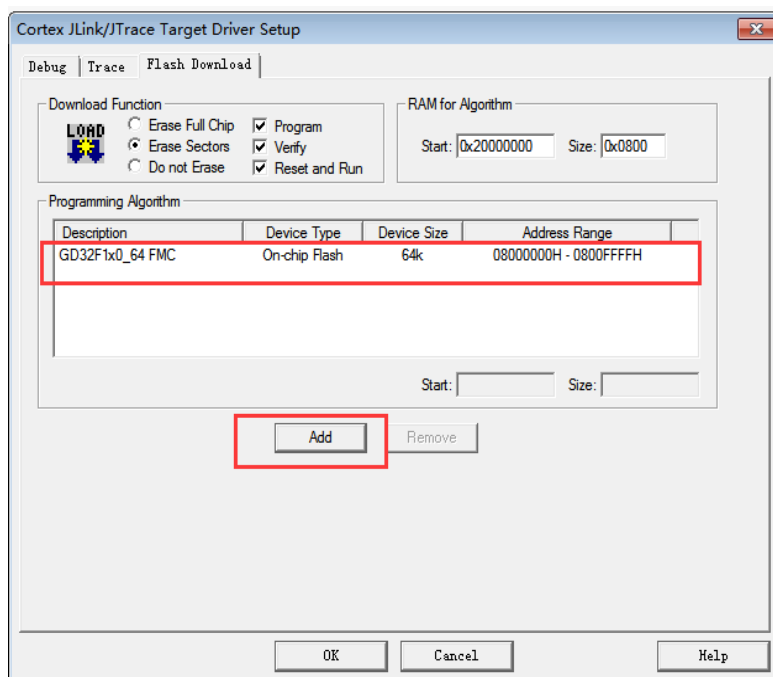 Cortex JLink/JTrace Target Driver Setup
Debug Trace Flash Download
Download Function
LOAD
Erase Full Chip
Erase Sectors
Do not Erase
Program
Verify
Reset and Run
RAM for Algorithm
Start: 0x20000000 Size: 0x0800
Programming Algorithm
Description Device Type Device Size Address Range
GD32F1x0_64 FMC On-chip Flash 64k 08000000H - 0800FFFFH
Start: Size:
Add Remove
OK Cancel Help